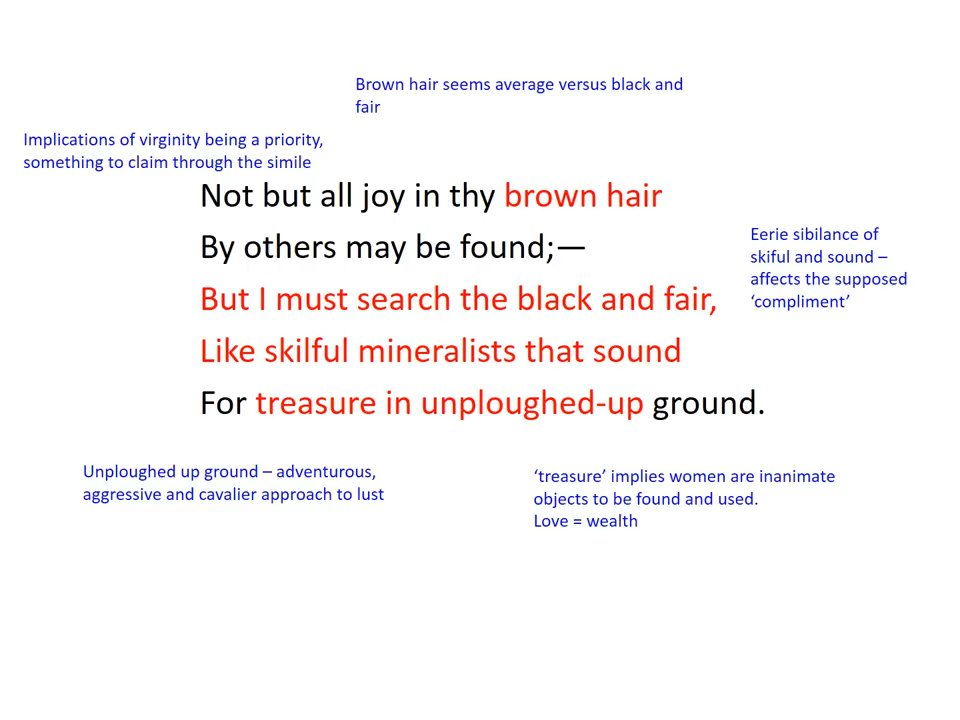 Brown hair seems average versus black and
fair
Implications of virginity being a priority,
something to claim through the simile
Not but all joy in thy brown hair
By others may be found;—
But I must search the black and fair,
Like skilful mineralists that sound
For treasure in unploughed-up ground.
Eerie sibilance of
skiful and sound –
affects the supposed
‘compliment’
Unploughed up ground – adventurous,
aggressive and cavalier approach to lust
‘treasure’ implies women are inanimate
objects to be found and used.
Love = wealth